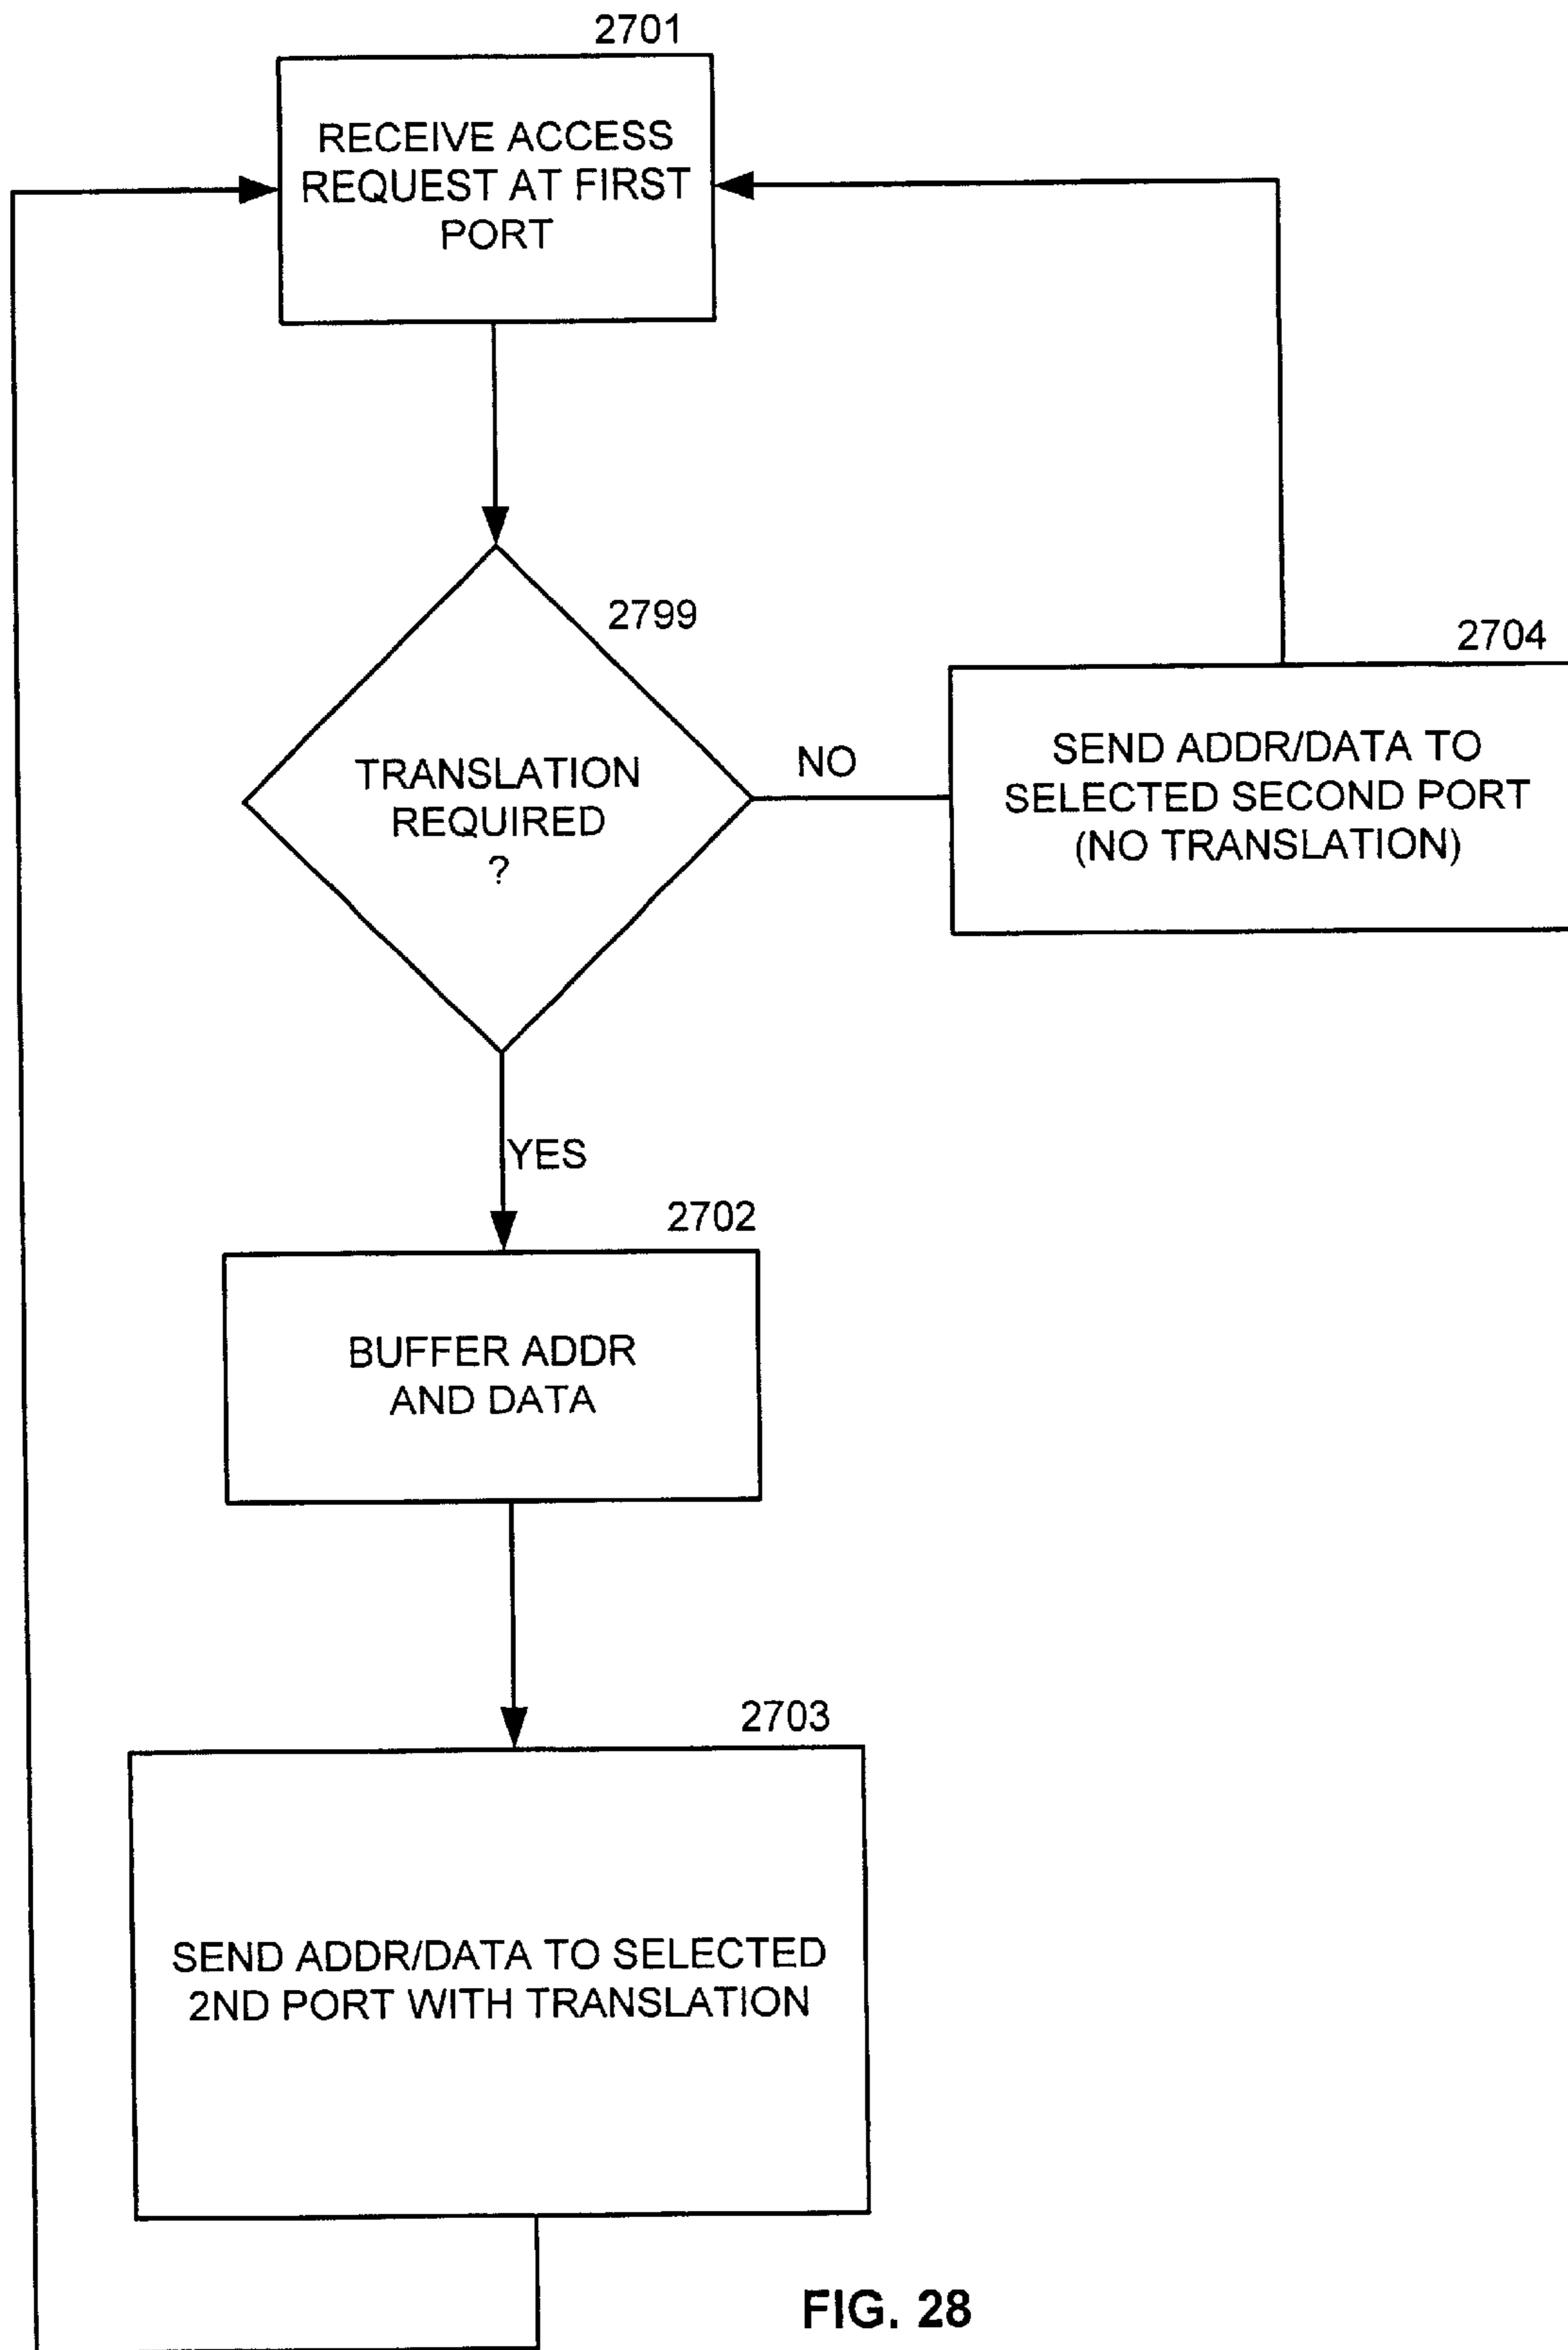 2701
RECEIVE ACCESS
REQUEST AT FIRST
PORT
2799
TRANSLATION
REQUIRED
?
NO
2704
SEND ADDR/DATA TO
SELECTED SECOND PORT
(NO TRANSLATION)
YES
2702
BUFFER ADDR
AND DATA
2703
SEND ADDR/DATA TO SELECTED
2ND PORT WITH TRANSLATION
FIG. 28